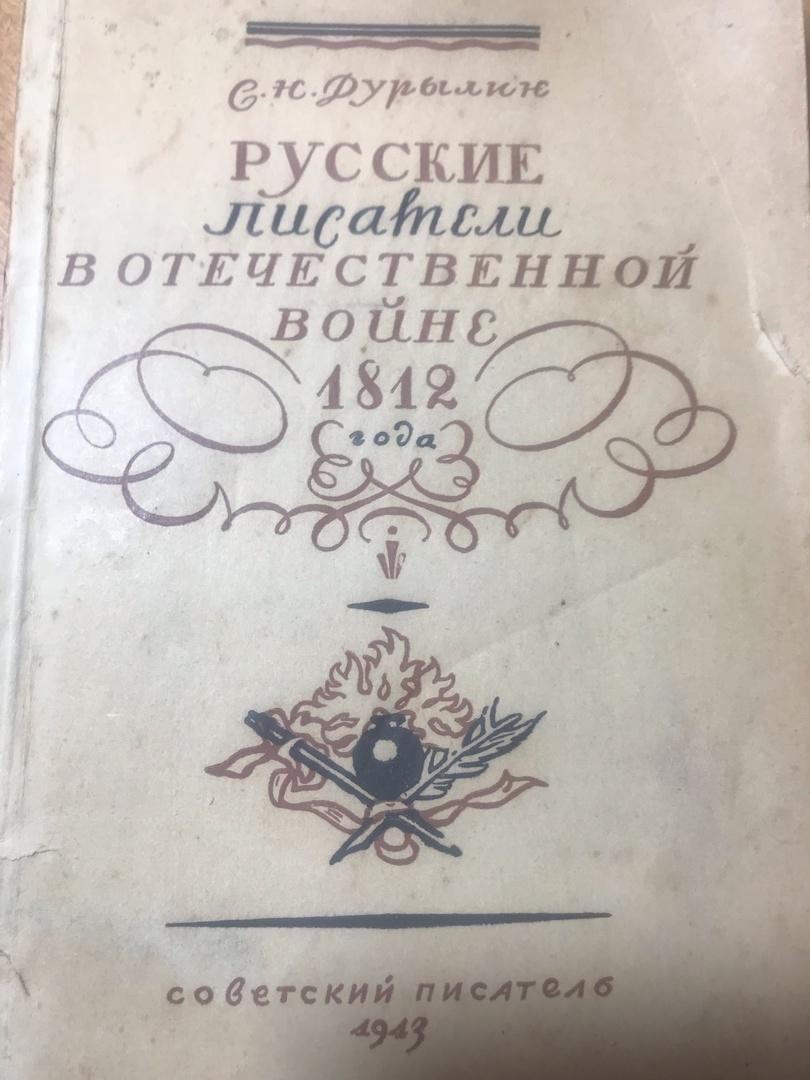 С.Н.Дурылин
РУССКИЕ
писатели
В ОТЕЧЕСТВЕННОЙ
ВОЙНЕ
1812
года
советский писатель
1943